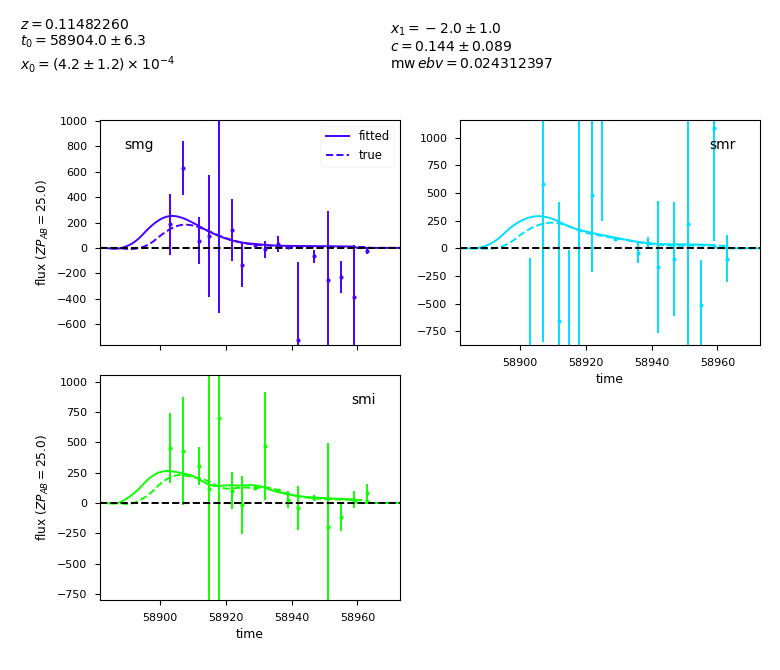 z = 0.11482260
t0 = 58904.0 ± 6.3
x0 = (4.2 ± 1.2) × 10^−4
x1 = −2.0 ± 1.0
c = 0.144 ± 0.089
mw ebv = 0.024312397
smg
fitted
true
1000
800
600
400
200
0
−200
−400
−600
flux (ZP_AB = 25.0)
smr
1000
750
500
250
0
−250
−500
−750
58900
58920
58940
58960
time
smi
1000
750
500
250
0
−250
−500
−750
flux (ZP_AB = 25.0)
58900
58920
58940
58960
time